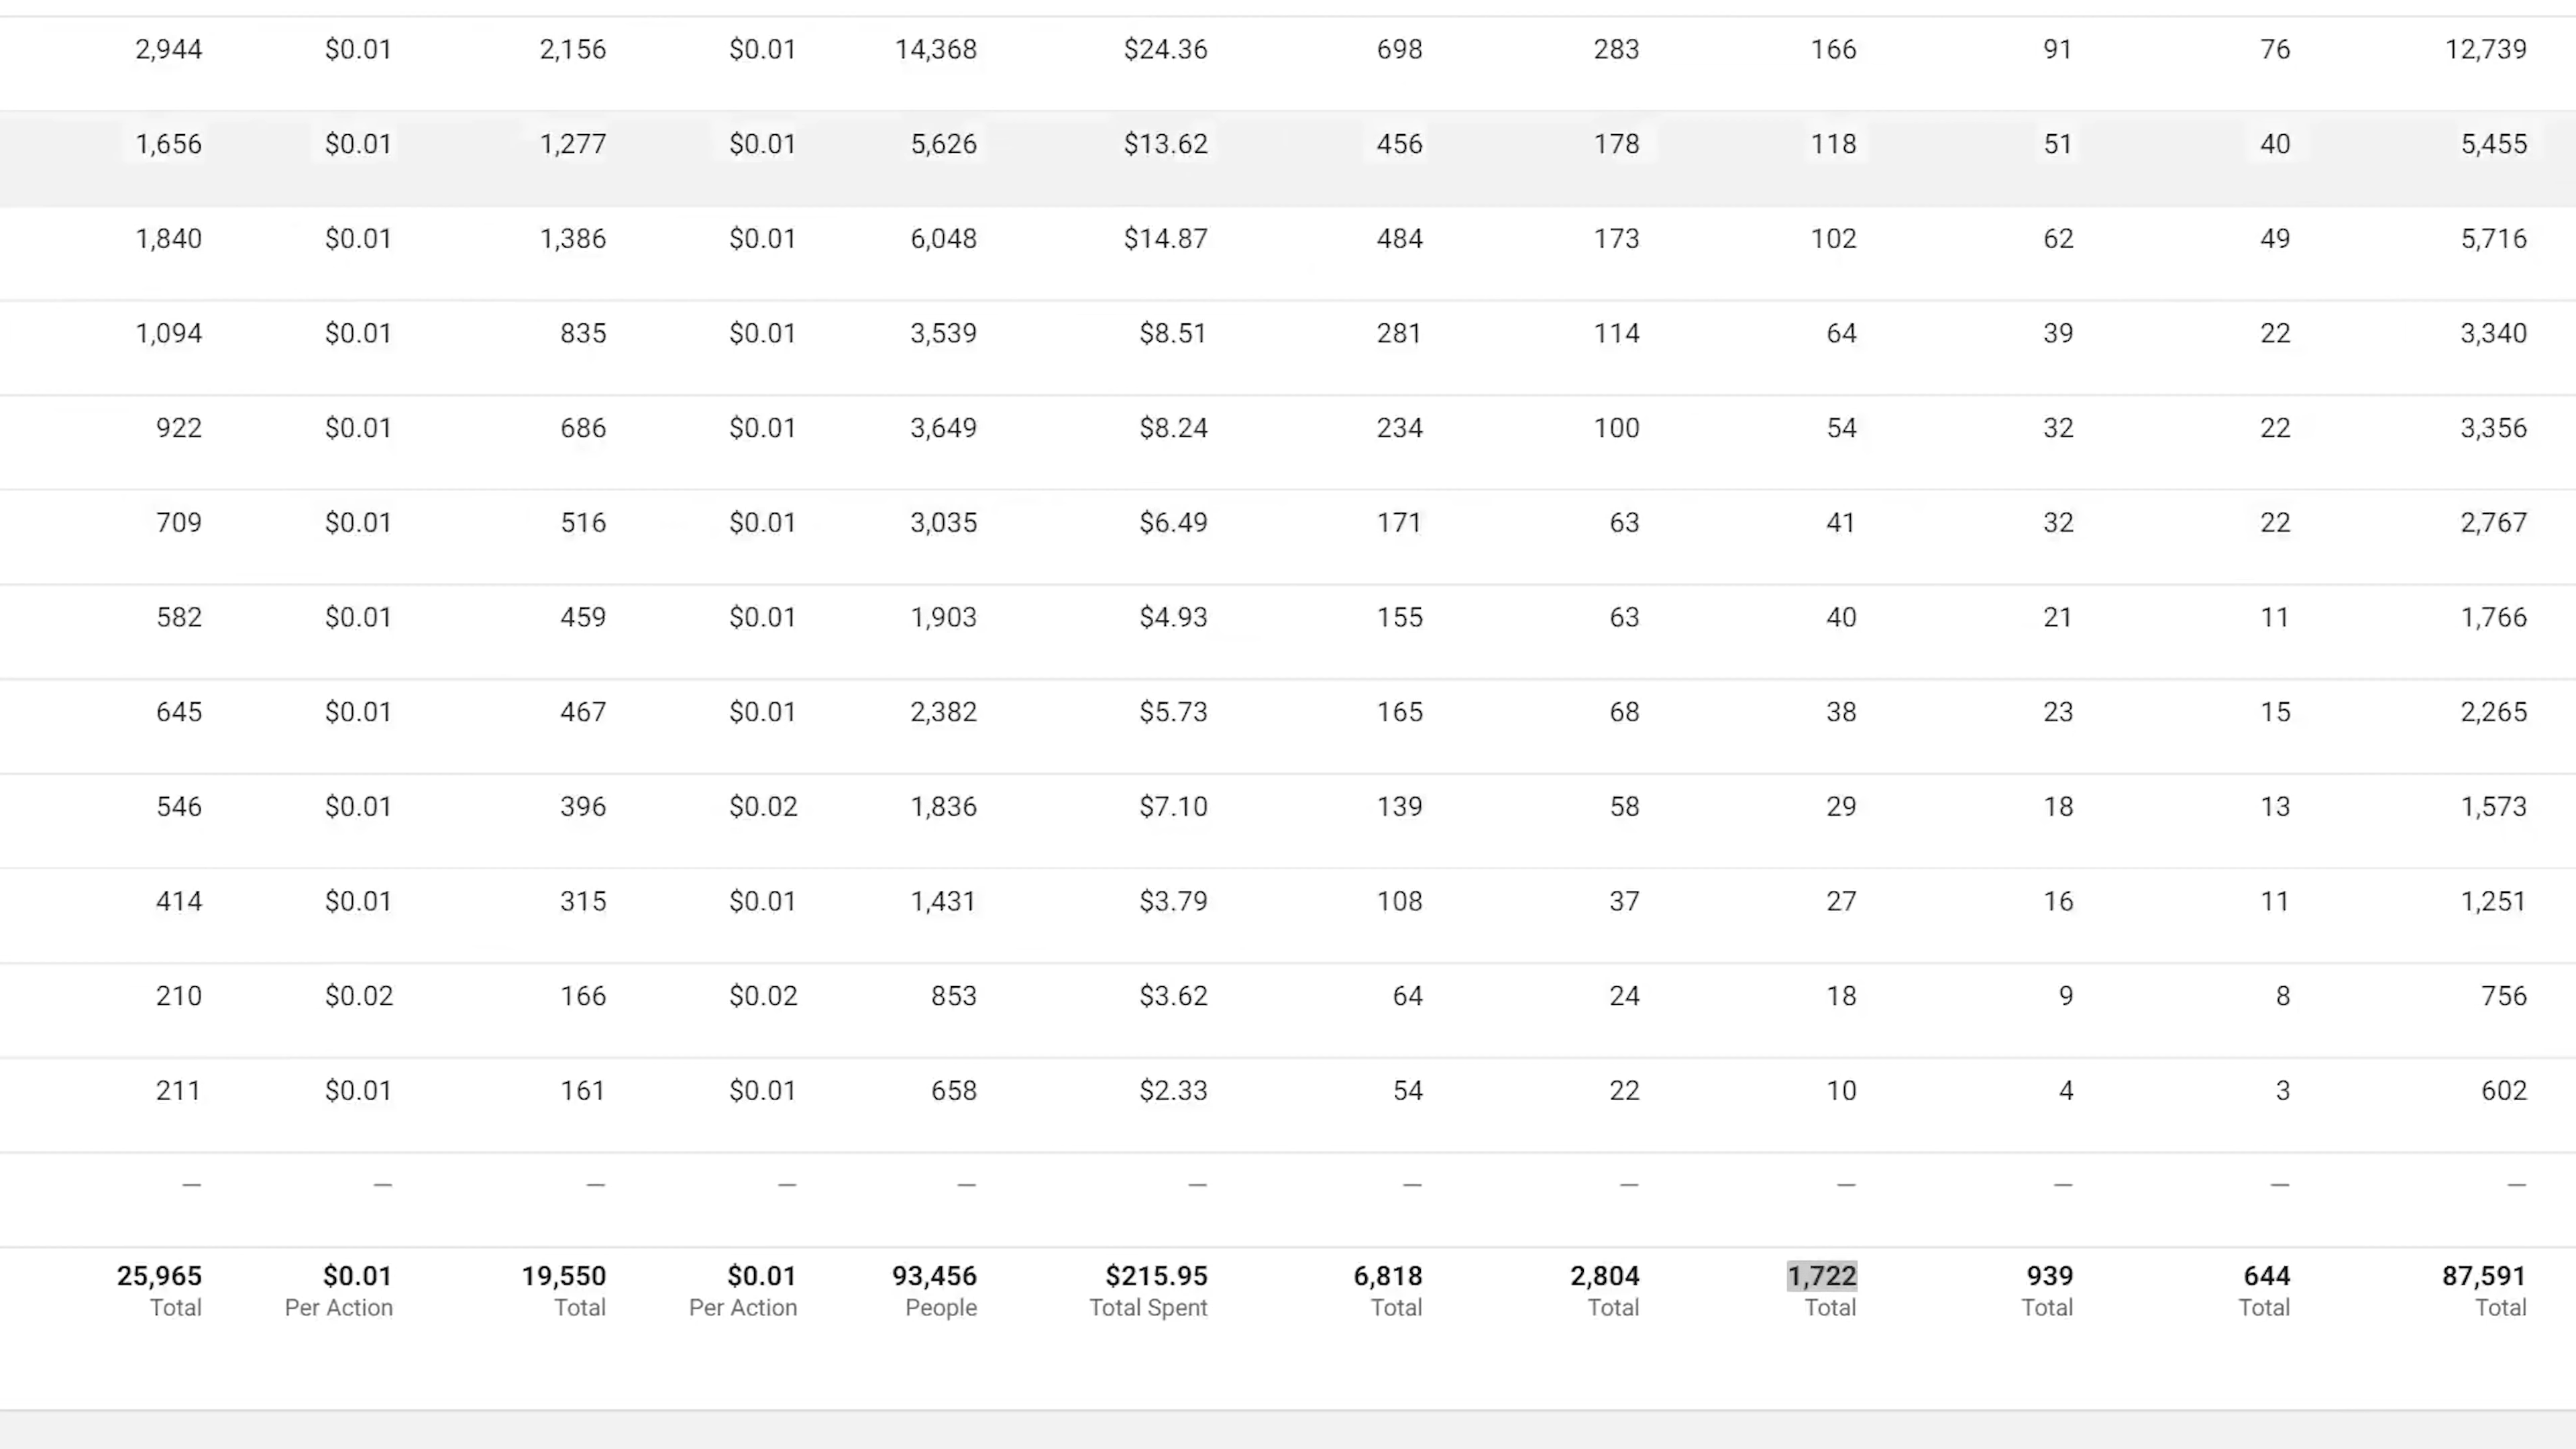 2,944 $0.01 2,156 $0.01 14,368 $24.36 698 283 166 91 76 12,739
1,656 $0.01 1,277 $0.01 5,626 $13.62 456 178 118 51 40 5,455
1,840 $0.01 1,386 $0.01 6,048 $14.87 484 173 102 62 49 5,716
1,094 $0.01 835 $0.01 3,539 $8.51 281 114 64 39 22 3,340
922 $0.01 686 $0.01 3,649 $8.24 234 100 54 32 22 3,356
709 $0.01 516 $0.01 3,035 $6.49 171 63 41 32 22 2,767
582 $0.01 459 $0.01 1,903 $4.93 155 63 40 21 11 1,766
645 $0.01 467 $0.01 2,382 $5.73 165 68 38 23 15 2,265
546 $0.01 396 $0.02 1,836 $7.10 139 58 29 18 13 1,573
414 $0.01 315 $0.01 1,431 $3.79 108 37 27 16 11 1,251
210 $0.02 166 $0.02 853 $3.62 64 24 18 9 8 756
211 $0.01 161 $0.01 658 $2.33 54 22 10 4 3 602
— — — — — — — — — — — —
25,965 $0.01 19,550 $0.01 93,456 $215.95 6,818 2,804 1,722 939 644 87,591
Total Per Action Total Per Action People Total Spent Total Total Total Total Total Total